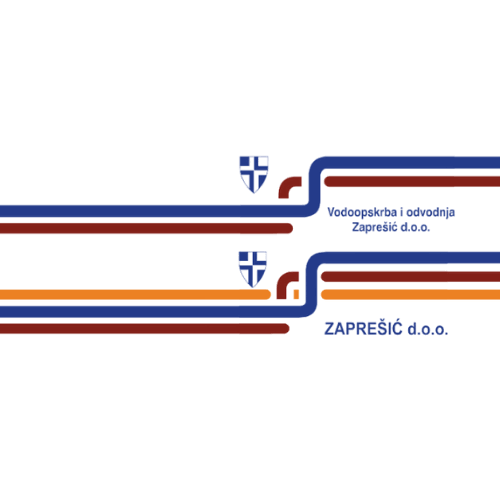 Vodoopskrba i odvodnja
Zaprešić d.o.o.
ZAPREŠIĆ d.o.o.